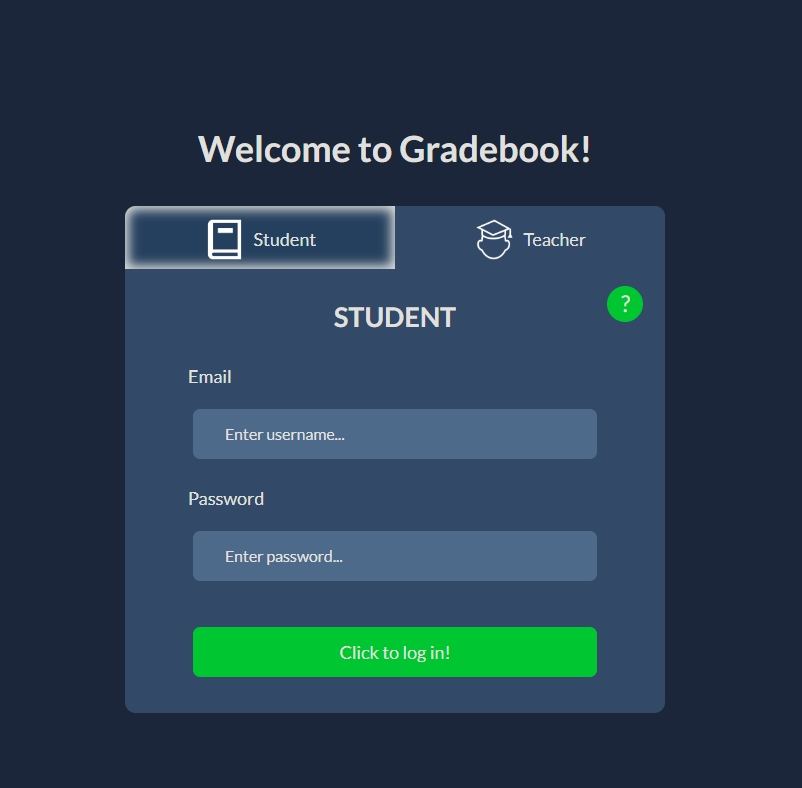 Welcome to Gradebook!
Student
Teacher
STUDENT
?
Email
Enter username...
Password
Enter password...
Click to log in!